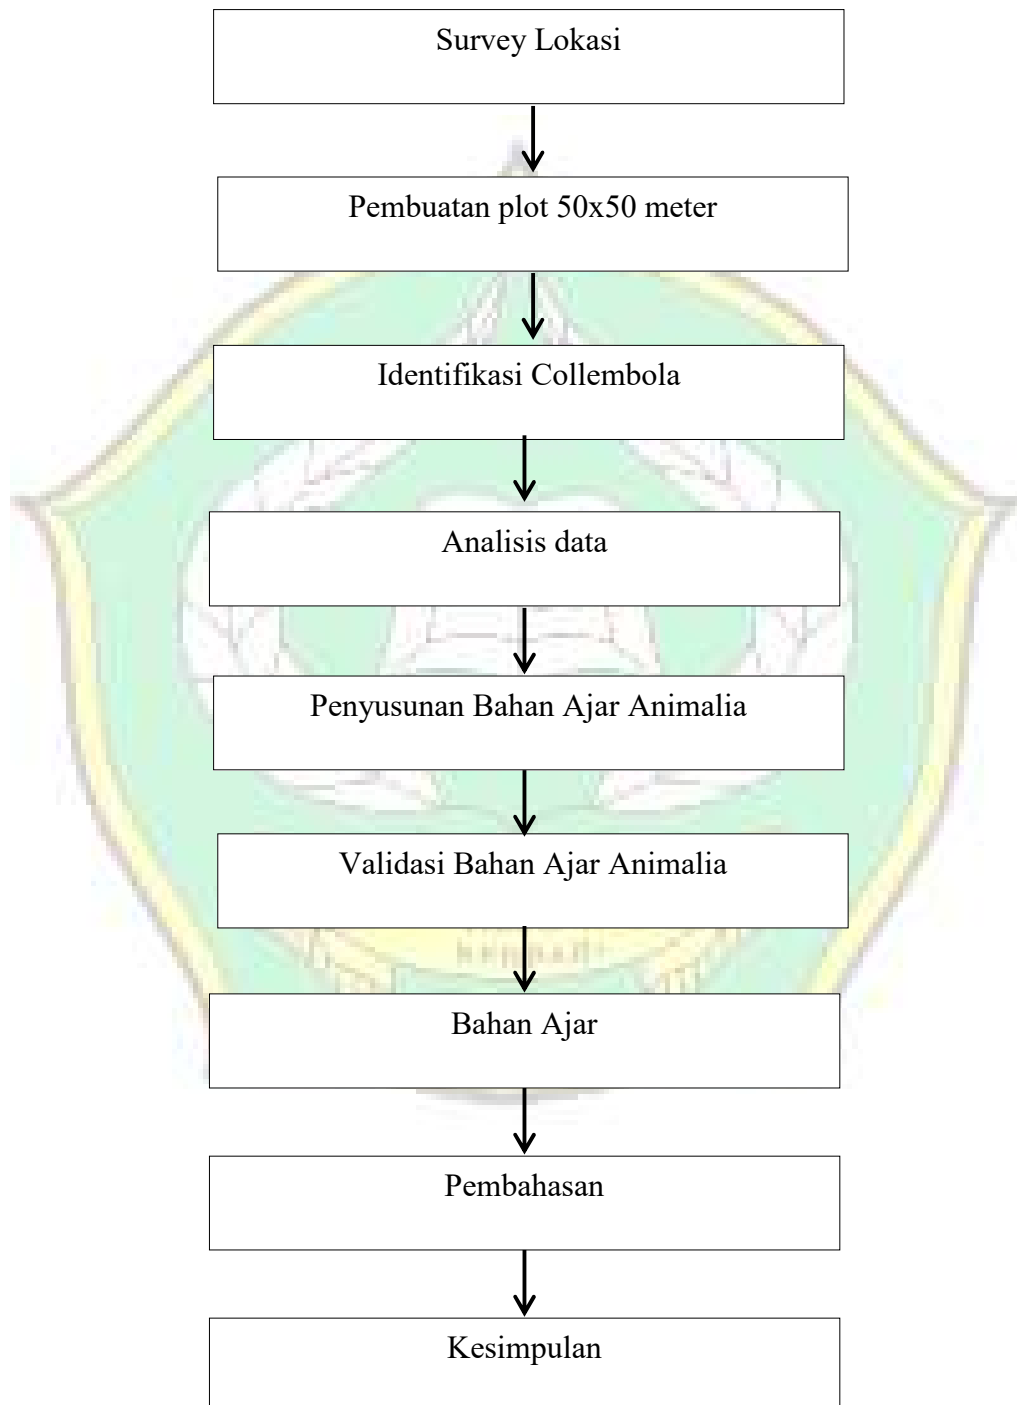 Survey Lokasi
Pembuatan plot 50x50 meter
Identifikasi Collembola
Analisis data
Penyusunan Bahan Ajar Animalia
Validasi Bahan Ajar Animalia
Bahan Ajar
Pembahasan
Kesimpulan